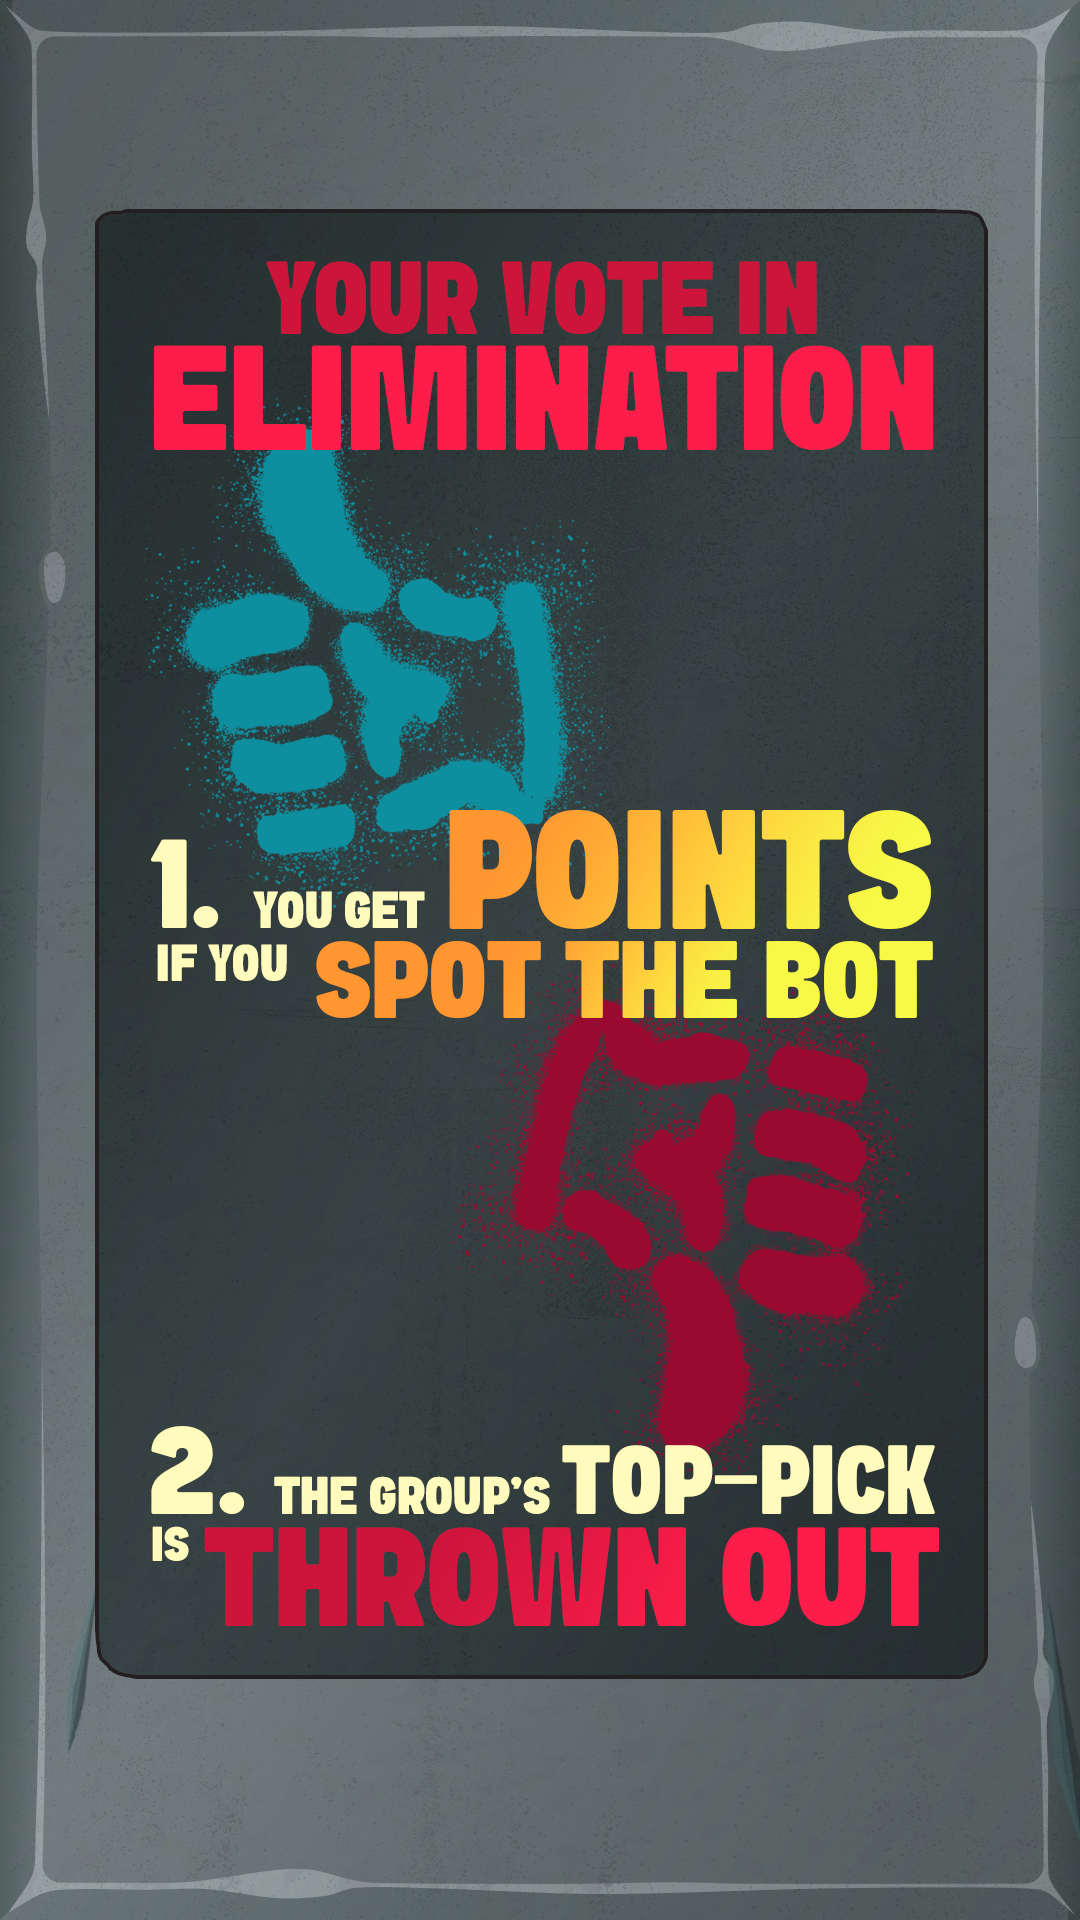 YOUR VOTE IN
ELIMINATION
1. YOU GET POINTS
IF YOU SPOT THE BOT
2. THE GROUP'S TOP-PICK
IS THROWN OUT